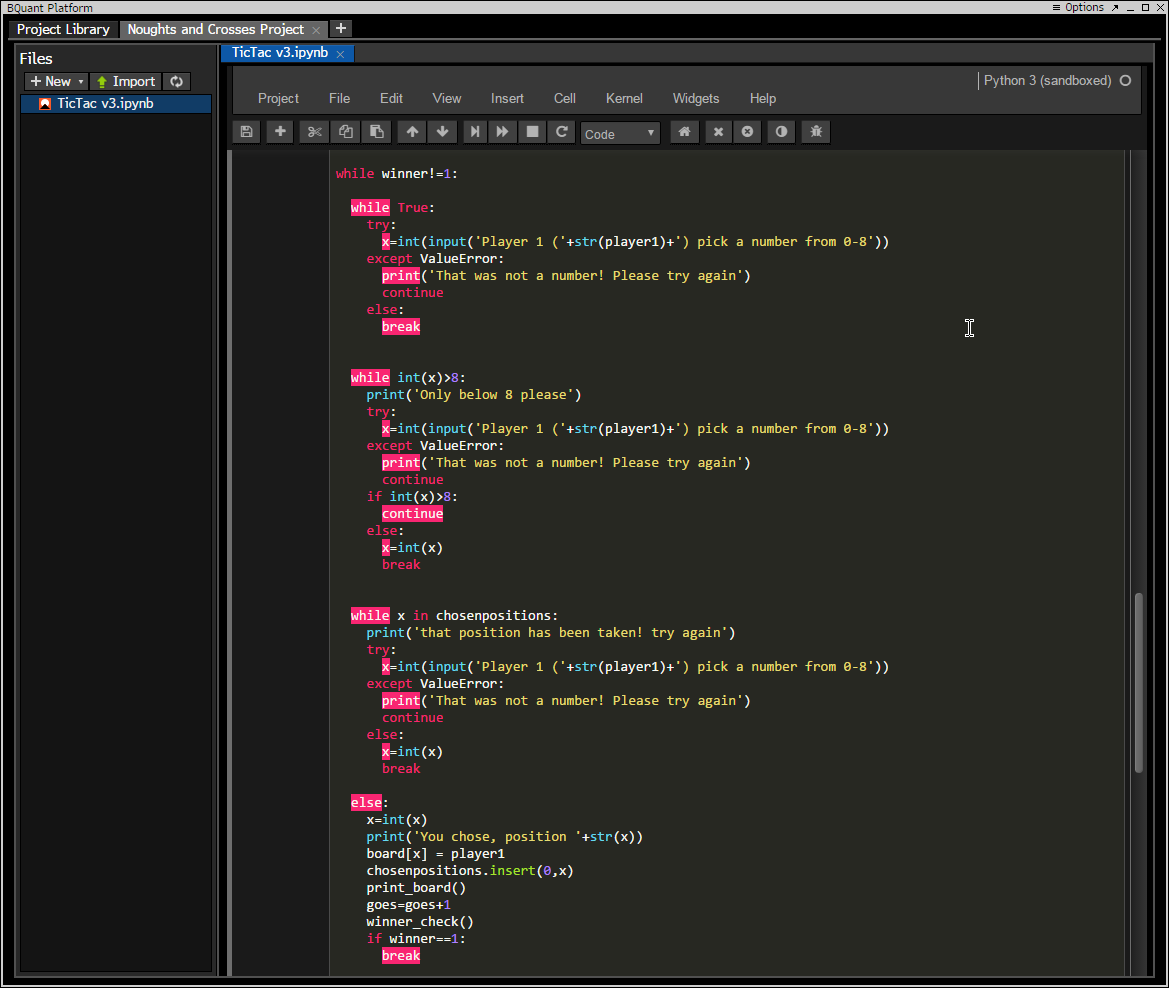 BQuant Platform
Options
Project Library
Noughts and Crosses Project
Files
New
Import
TicTac v3.ipynb
TicTac v3.ipynb
Python 3 (sandboxed)
Project File Edit View Insert Cell Kernel Widgets Help
Code
while winner!=1:
while True:
try:
x=int(input('Player 1 ('+str(player1)+') pick a number from 0-8'))
except ValueError:
print('That was not a number! Please try again')
continue
else:
break
while int(x)>8:
print('Only below 8 please')
try:
x=int(input('Player 1 ('+str(player1)+') pick a number from 0-8'))
except ValueError:
print('That was not a number! Please try again')
continue
if int(x)>8:
continue
else:
x=int(x)
break
while x in chosenpositions:
print('that position has been taken! try again')
try:
x=int(input('Player 1 ('+str(player1)+') pick a number from 0-8'))
except ValueError:
print('That was not a number! Please try again')
continue
else:
x=int(x)
break
else:
x=int(x)
print('You chose, position '+str(x))
board[x] = player1
chosenpositions.insert(0,x)
print_board()
goes=goes+1
winner_check()
if winner==1:
break